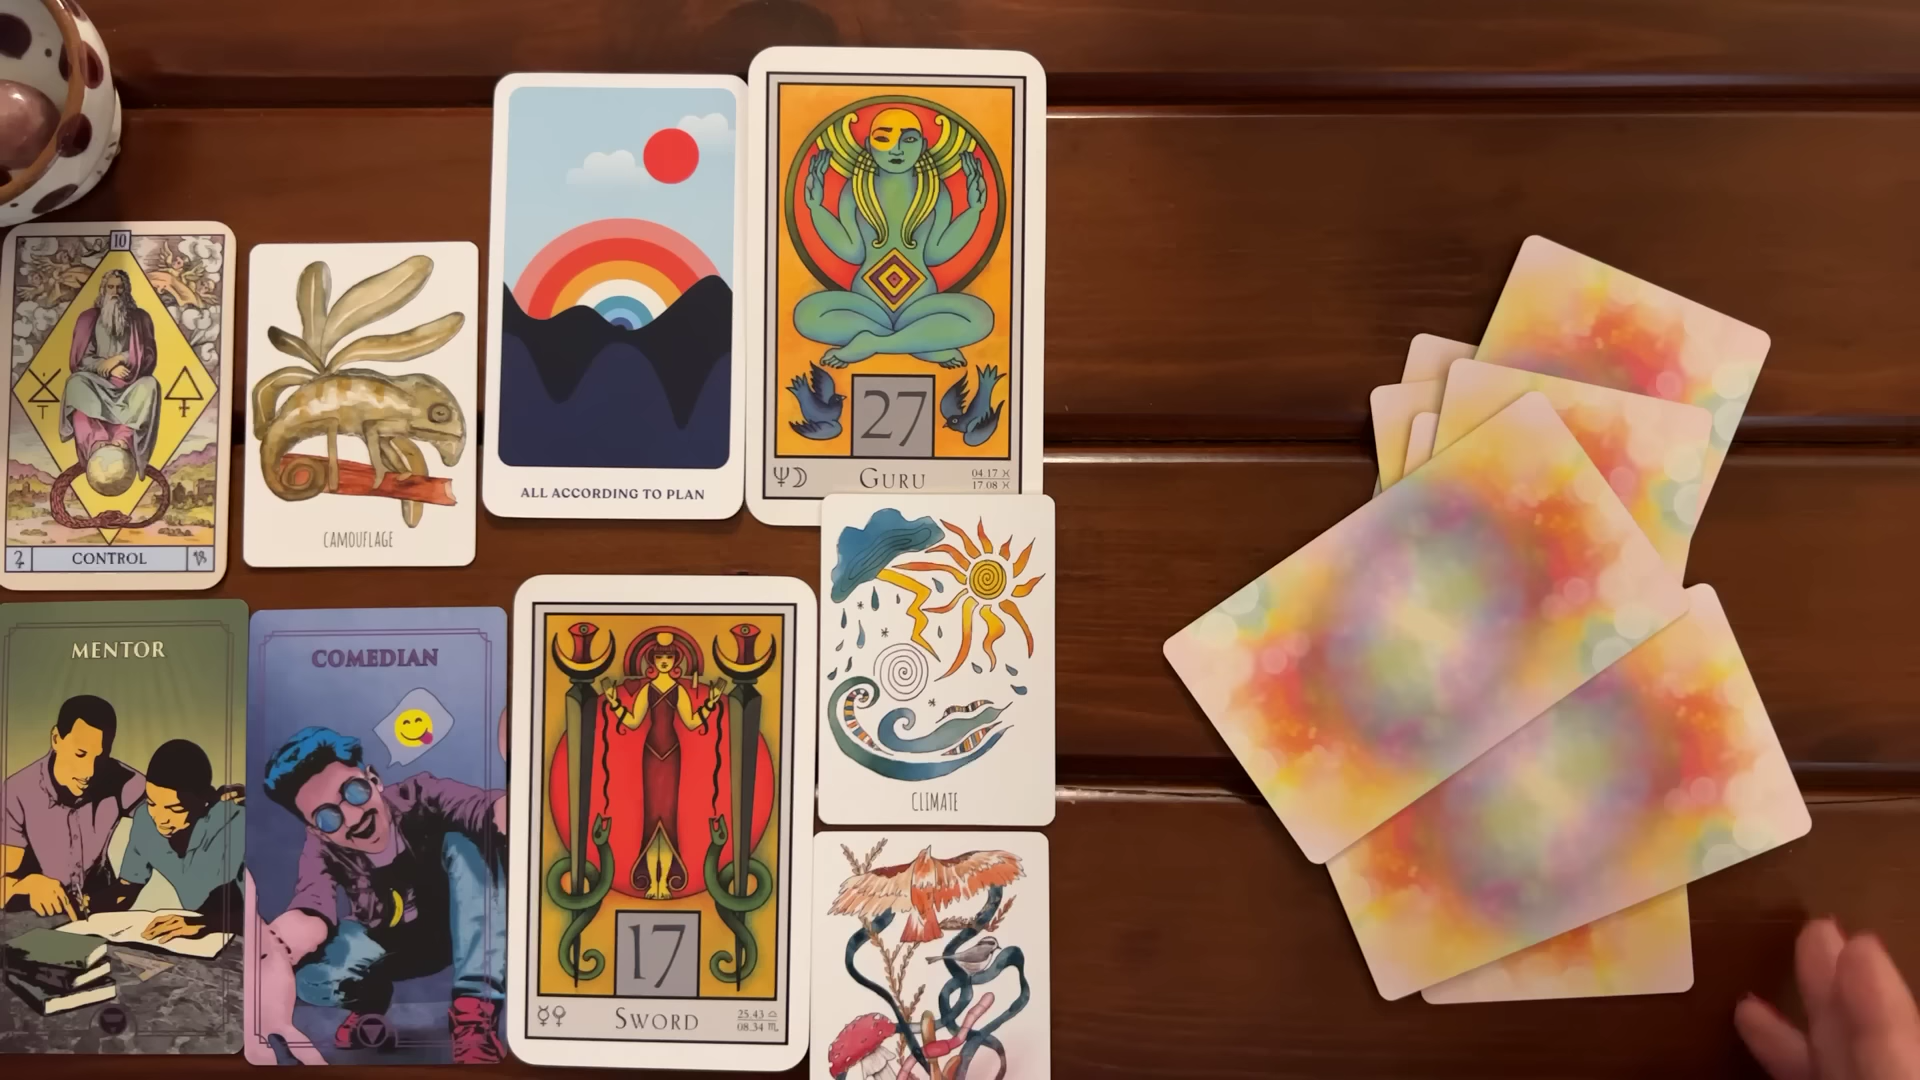 10
CONTROL
CAMOUFLAGE
ALL ACCORDING TO PLAN
27
GURU
04.17
17 08
MENTOR
COMEDIAN
17
SWORD
25.43
08.34
CLIMATE